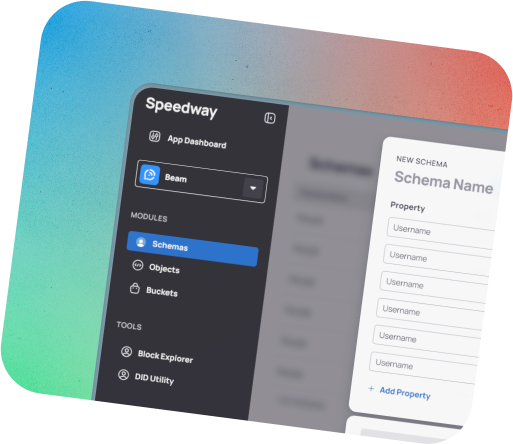 Speedway
App Dashboard
Beam
MODULES
Schemas
Objects
Buckets
TOOLS
Block Explorer
DID Utility
Schemas
NEW SCHEMA
Schema Name
Property
Username
Username
Username
Username
Username
Username
+ Add Property